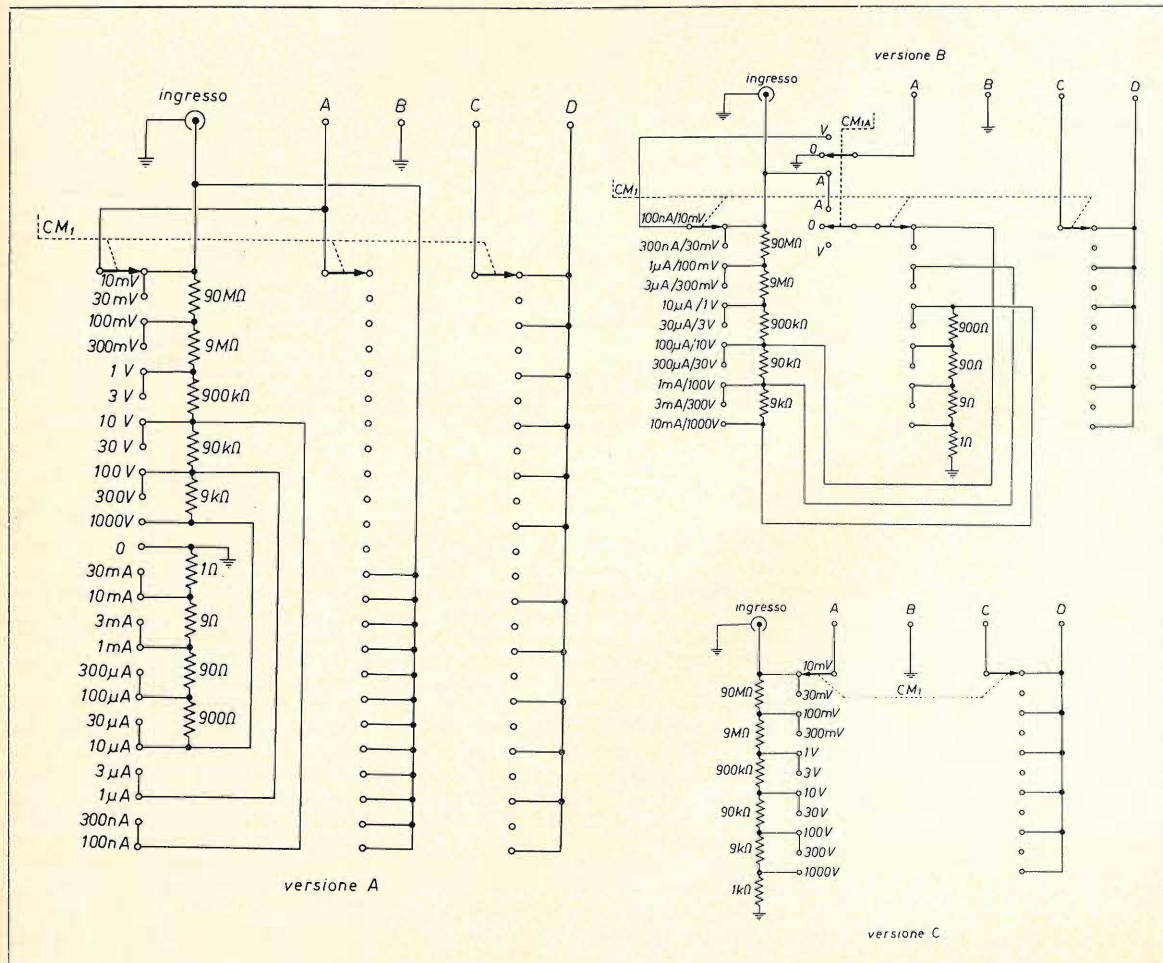 ingresso
A
B
C
D
CM1
10mV
30mV
90MΩ
100mV
300mV
9MΩ
1 V
3 V
900kΩ
10 V
30 V
90kΩ
100V
300V
9kΩ
1000V
0
1Ω
30mA
10mA
9Ω
3mA
1mA
90Ω
300µA
100µA
900Ω
30µA
10µA
3µA
1µA
300nA
100nA
versione A
versione B
ingresso
A
B
C
D
V
CM1A
0
A
CM1
A
100nA/10mV
0
300nA/30mV
90MΩ
V
1µA/100mV
3µA/300mV
9MΩ
10µA/1V
30µA/3V
900kΩ
900Ω
100µA/10V
300µA/30V
90kΩ
90Ω
1mA/100V
3mA/300V
9kΩ
9Ω
10mA/1000V
1Ω
ingresso
A
B
C
D
10mV
CM1
90MΩ
30mV
100mV
9MΩ
300mV
1V
900kΩ
3V
10V
90kΩ
30V
100V
9kΩ
300V
1000V
1kΩ
versione C